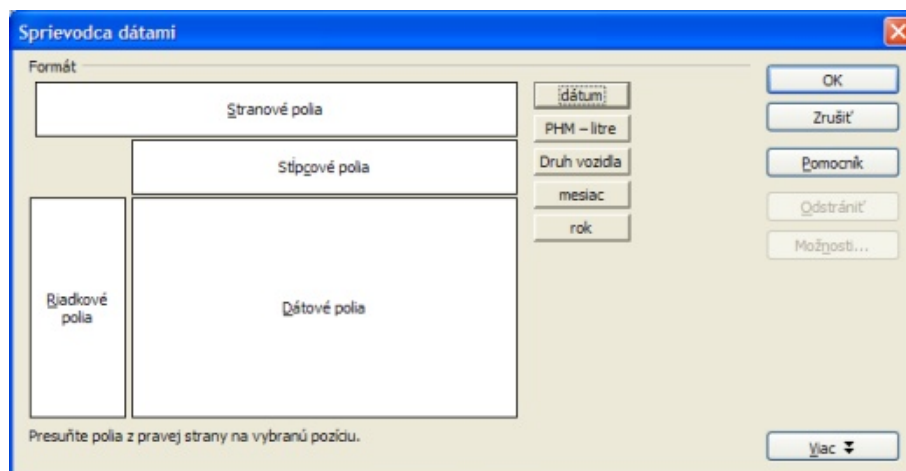 Sprievodca dátami
Formát
Stranové polia
Stĺpcové polia
Riadkové
polia
Dátové polia
dátum
PHM – litre
Druh vozidla
mesiac
rok
OK
Zrušiť
Pomocník
Odstrániť
Možnosti...
Presuňte polia z pravej strany na vybranú pozíciu.
Viac